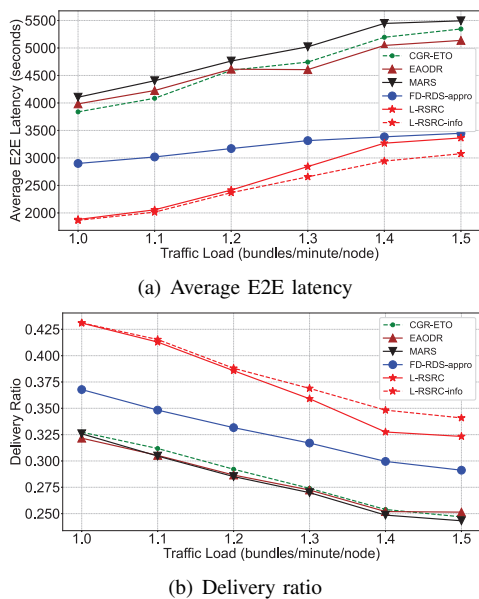 5500
5000
4500
4000
3500
3000
2500
2000
Average E2E Latency (seconds)
CGR-ETO
EAODR
MARS
FD-RDS-appro
L-RSRC
L-RSRC-info
1.0 1.1 1.2 1.3 1.4 1.5
Traffic Load (bundles/minute/node)
(a) Average E2E latency
0.425
0.400
0.375
0.350
0.325
0.300
0.275
0.250
Delivery Ratio
CGR-ETO
EAODR
MARS
FD-RDS-appro
L-RSRC
L-RSRC-info
1.0 1.1 1.2 1.3 1.4 1.5
Traffic Load (bundles/minute/node)
(b) Delivery ratio